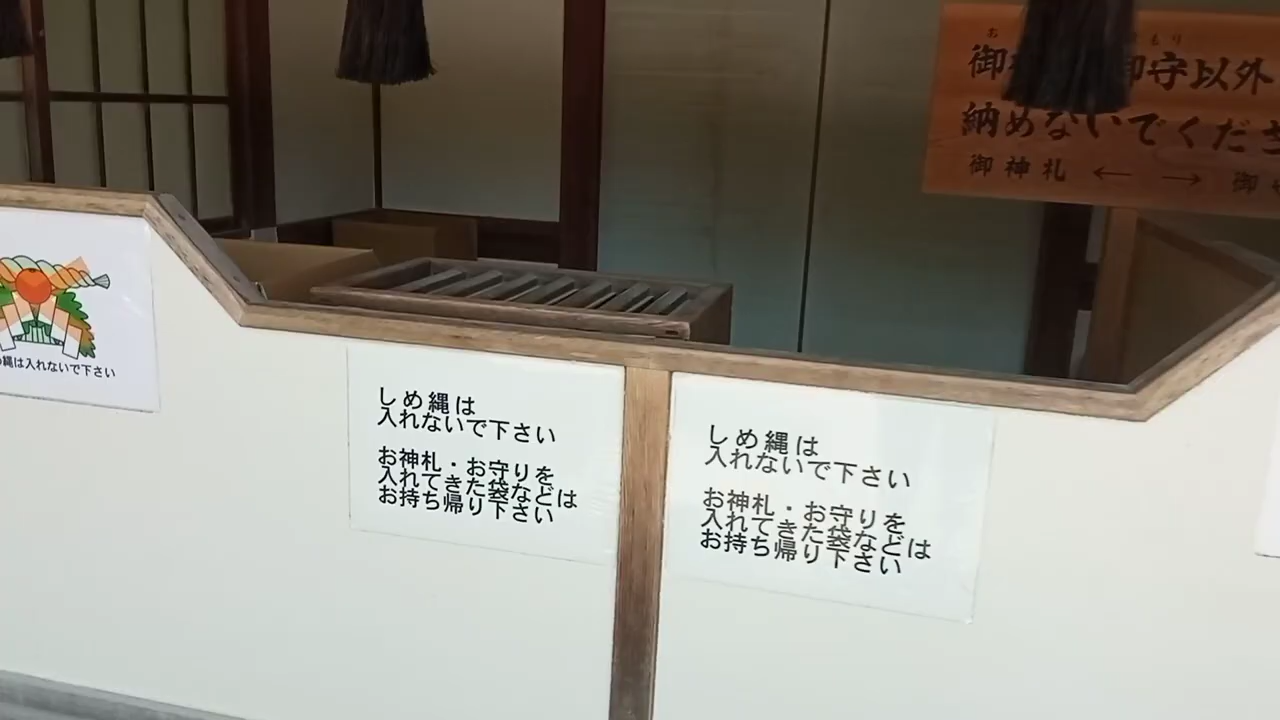 御 守以外
納めないでくださ
御神札 ← → 御
縄は入れないで下さい
しめ縄は
入れないで下さい
お神札・お守りを
入れてきた袋などは
お持ち帰り下さい
しめ縄は
入れないで下さい
お神札・お守りを
入れてきた袋などは
お持ち帰り下さい